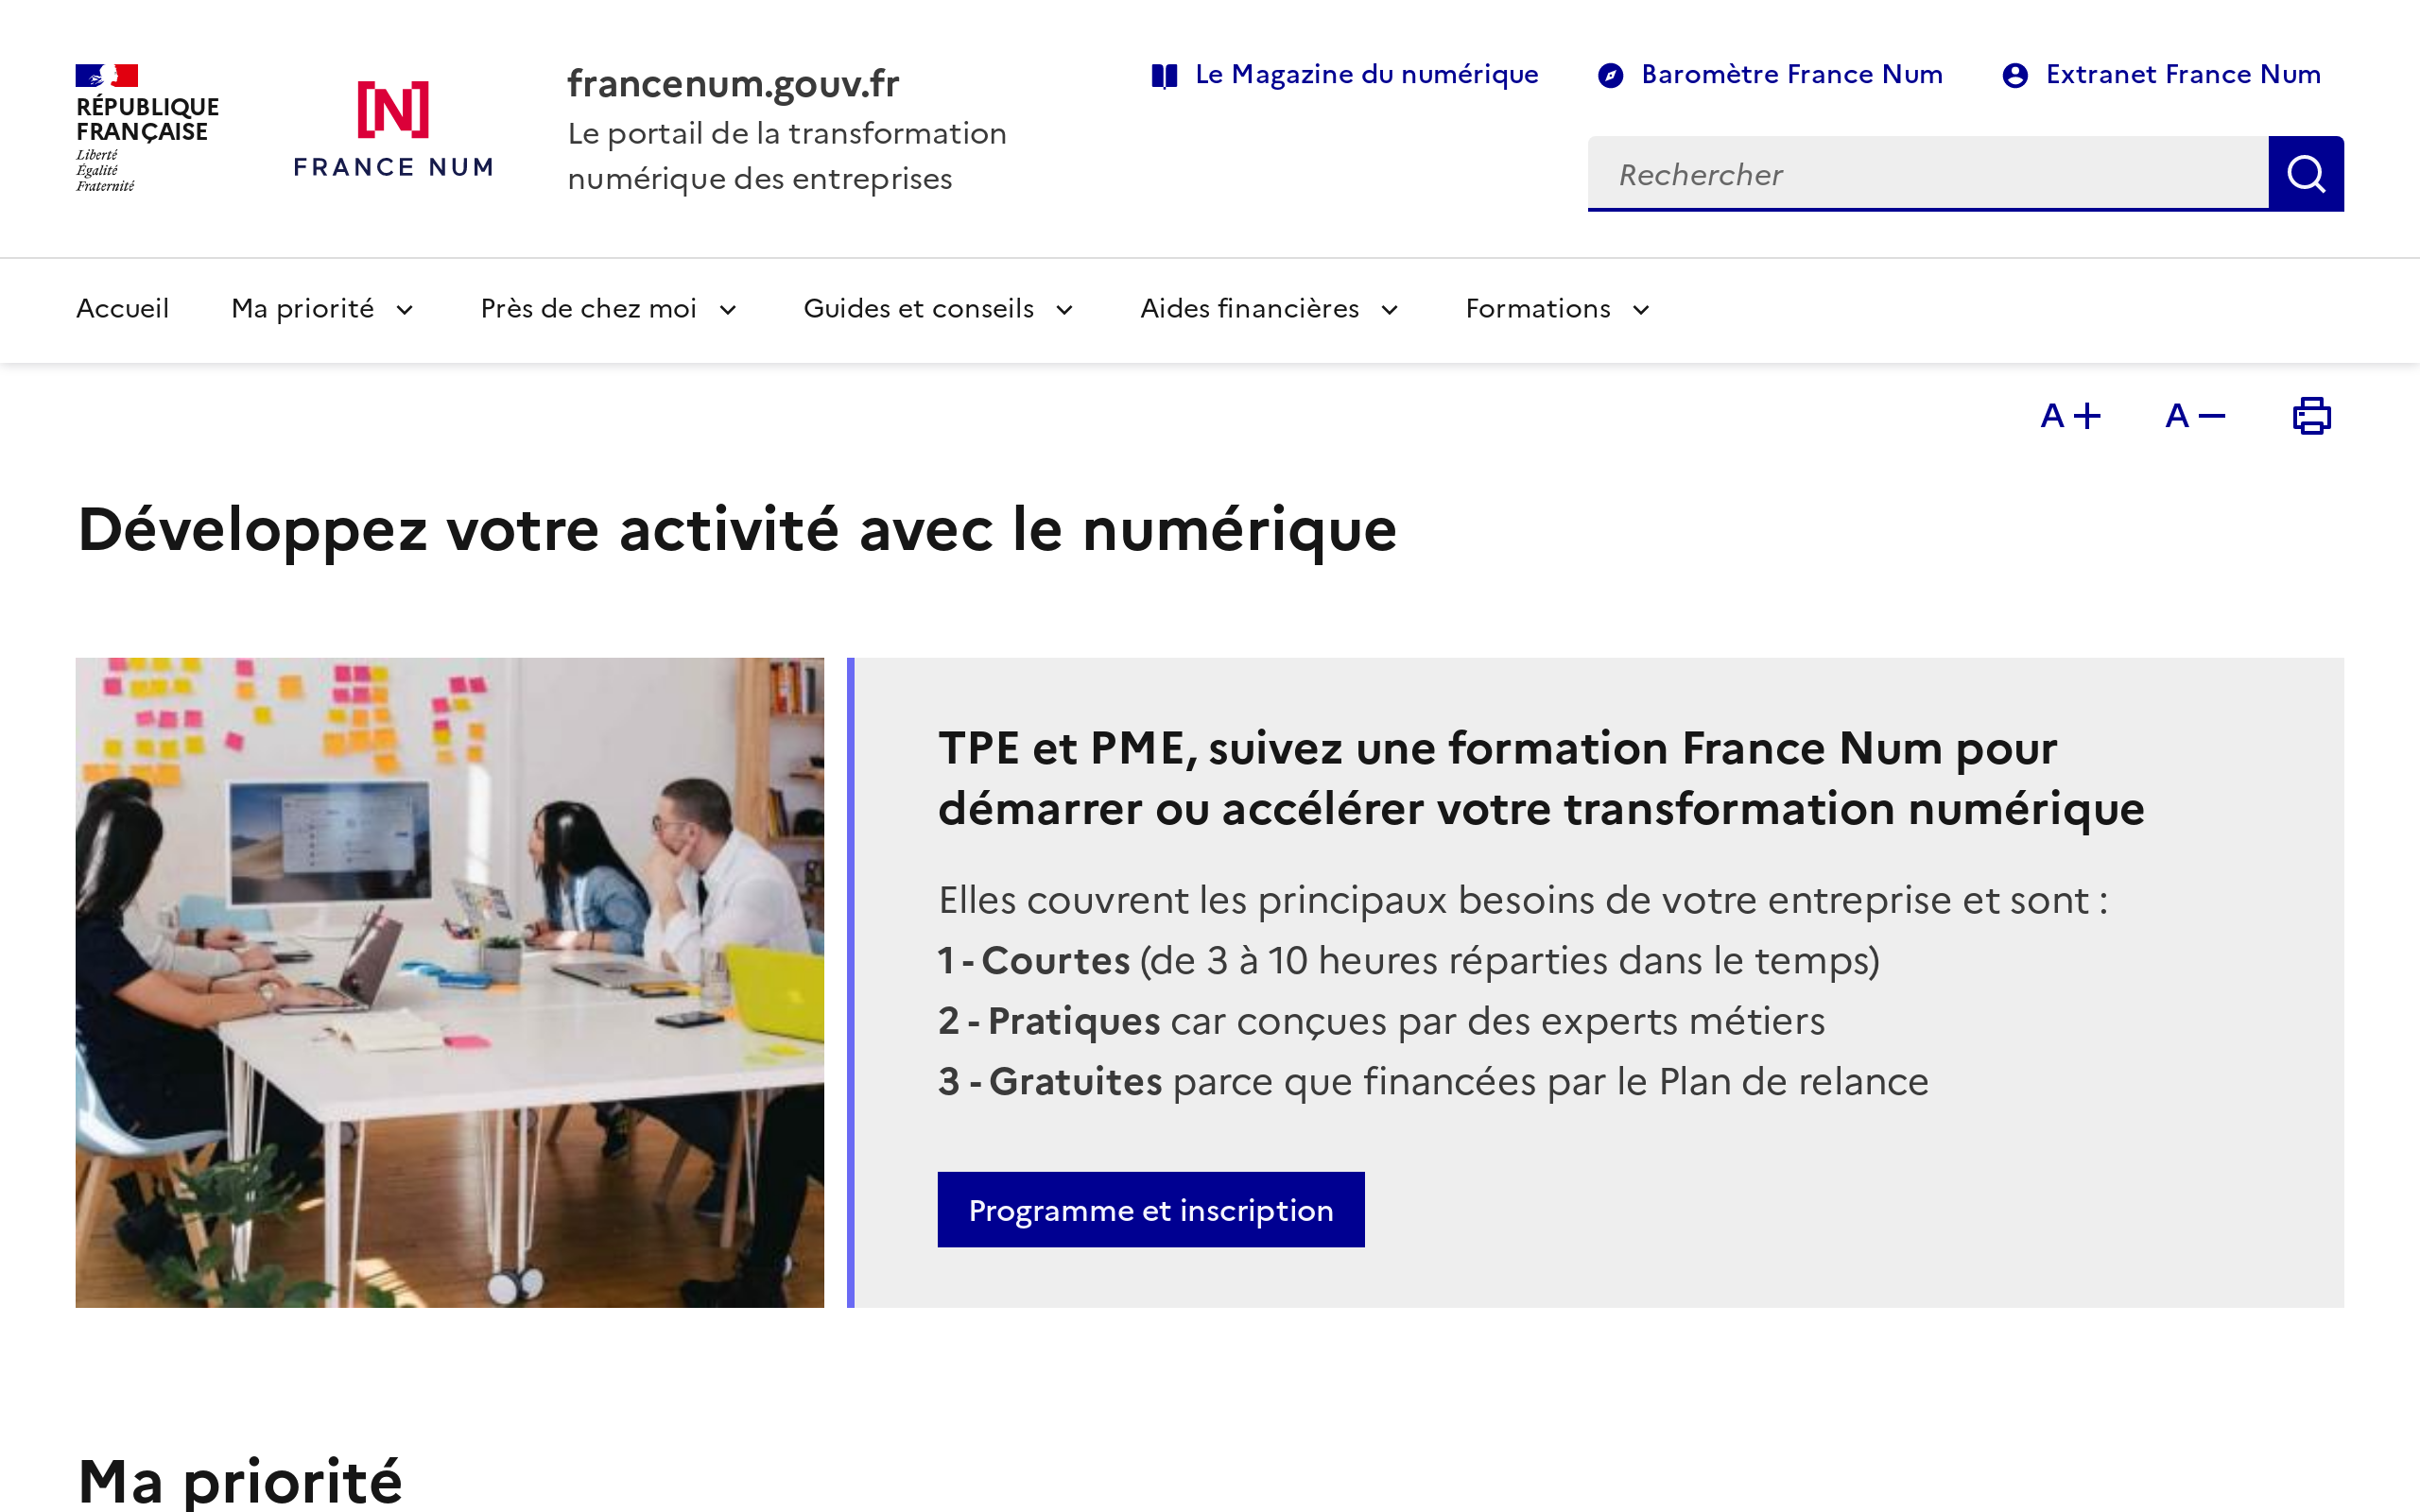 RÉPUBLIQUE
FRANÇAISE
Liberté
Égalité
Fraternité
[N]
FRANCE NUM
francenum.gouv.fr
Le portail de la transformation
numérique des entreprises
Le Magazine du numérique
Baromètre France Num
Extranet France Num
Rechercher
Accueil
Ma priorité
Près de chez moi
Guides et conseils
Aides financières
Formations
A+
A−
Développez votre activité avec le numérique
TPE et PME, suivez une formation France Num pour
démarrer ou accélérer votre transformation numérique
Elles couvrent les principaux besoins de votre entreprise et sont :
1 - Courtes (de 3 à 10 heures réparties dans le temps)
2 - Pratiques car conçues par des experts métiers
3 - Gratuites parce que financées par le Plan de relance
Programme et inscription
Ma priorité